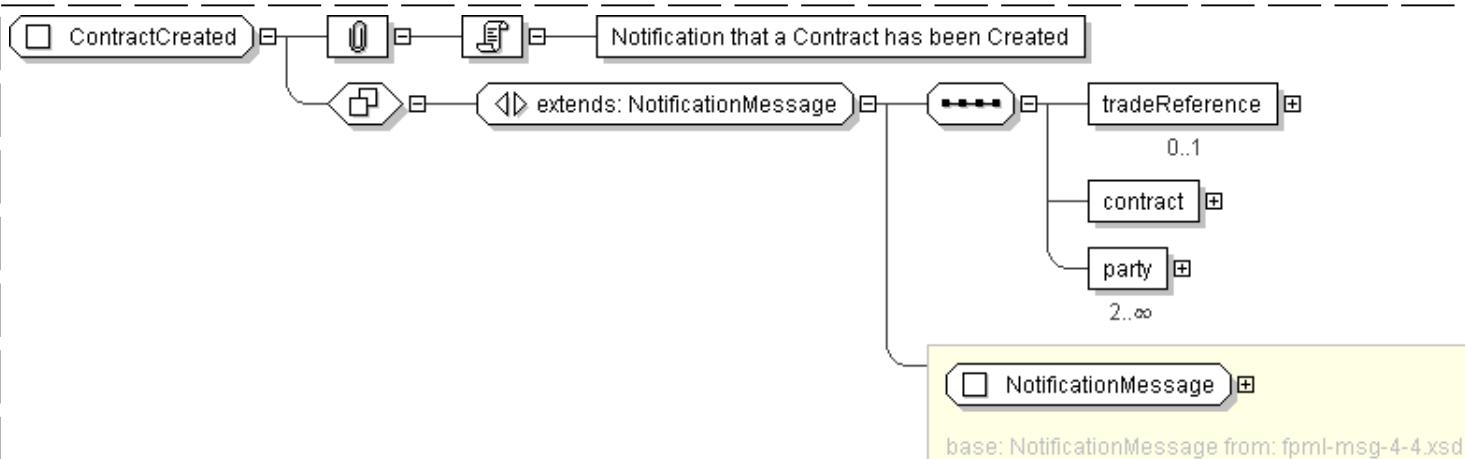 ContractCreated
Notification that a Contract has been Created
extends: NotificationMessage
tradeReference
0..1
contract
party
2..∞
NotificationMessage
base: NotificationMessage from: fpml-msg-4-4.xsd